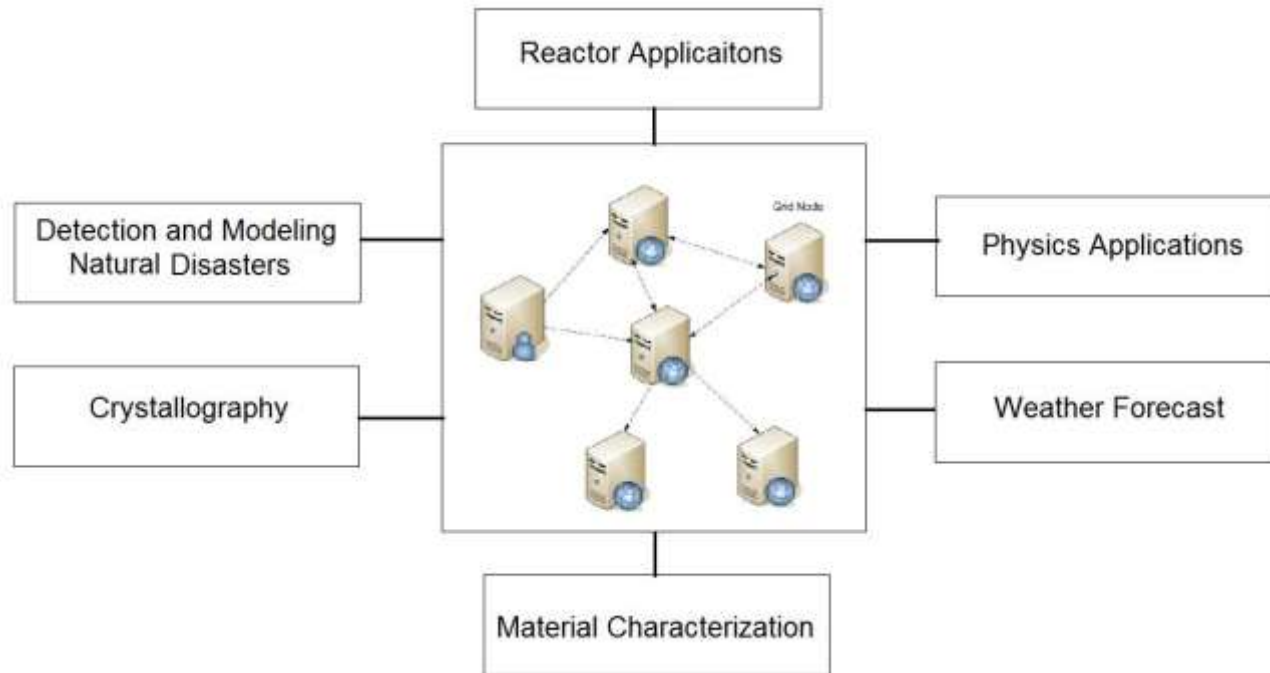 Reactor Applicaitons
Grid Node
Detection and Modeling
Natural Disasters
Physics Applications
Crystallography
Weather Forecast
Material Characterization